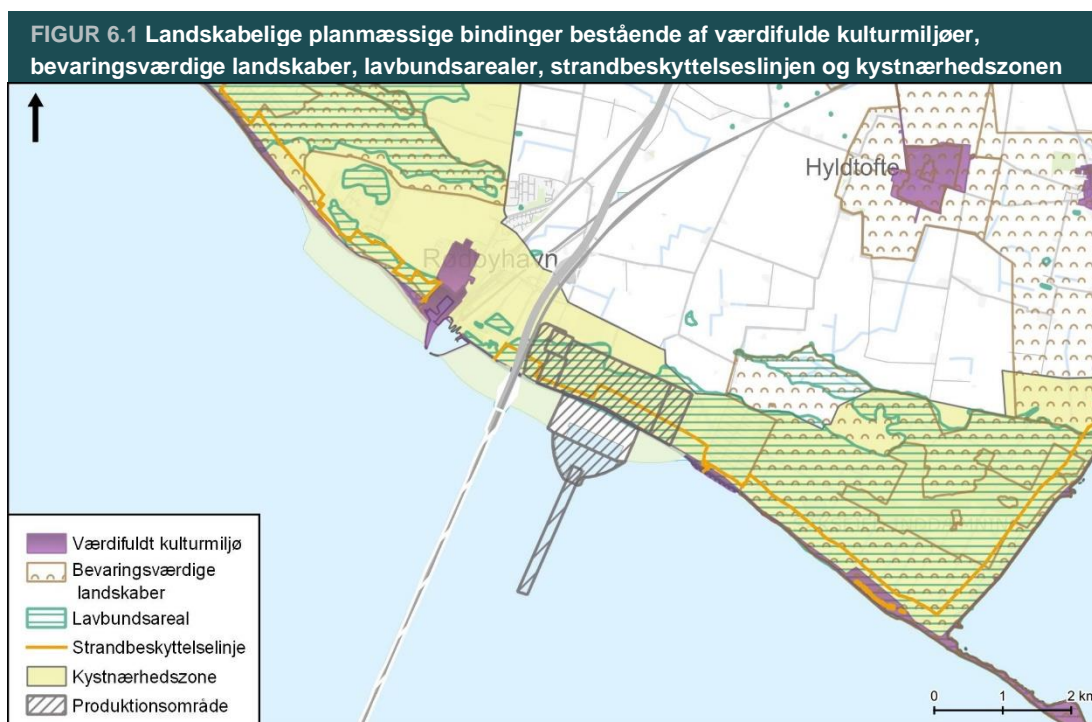 FIGUR 6.1 Landskabelige planmæssige bindinger bestående af værdifulde kulturmiljøer,
bevaringsværdige landskaber, lavbundsarealer, strandbeskyttelseslinjen og kystnærhedszonen
Hyldtofte
Rødbyhavn
Værdifuldt kulturmiljø
Bevaringsværdige
landskaber
Lavbundsareal
Strandbeskyttelselinje
Kystnærhedszone
Produktionsområde
0 1 2 km